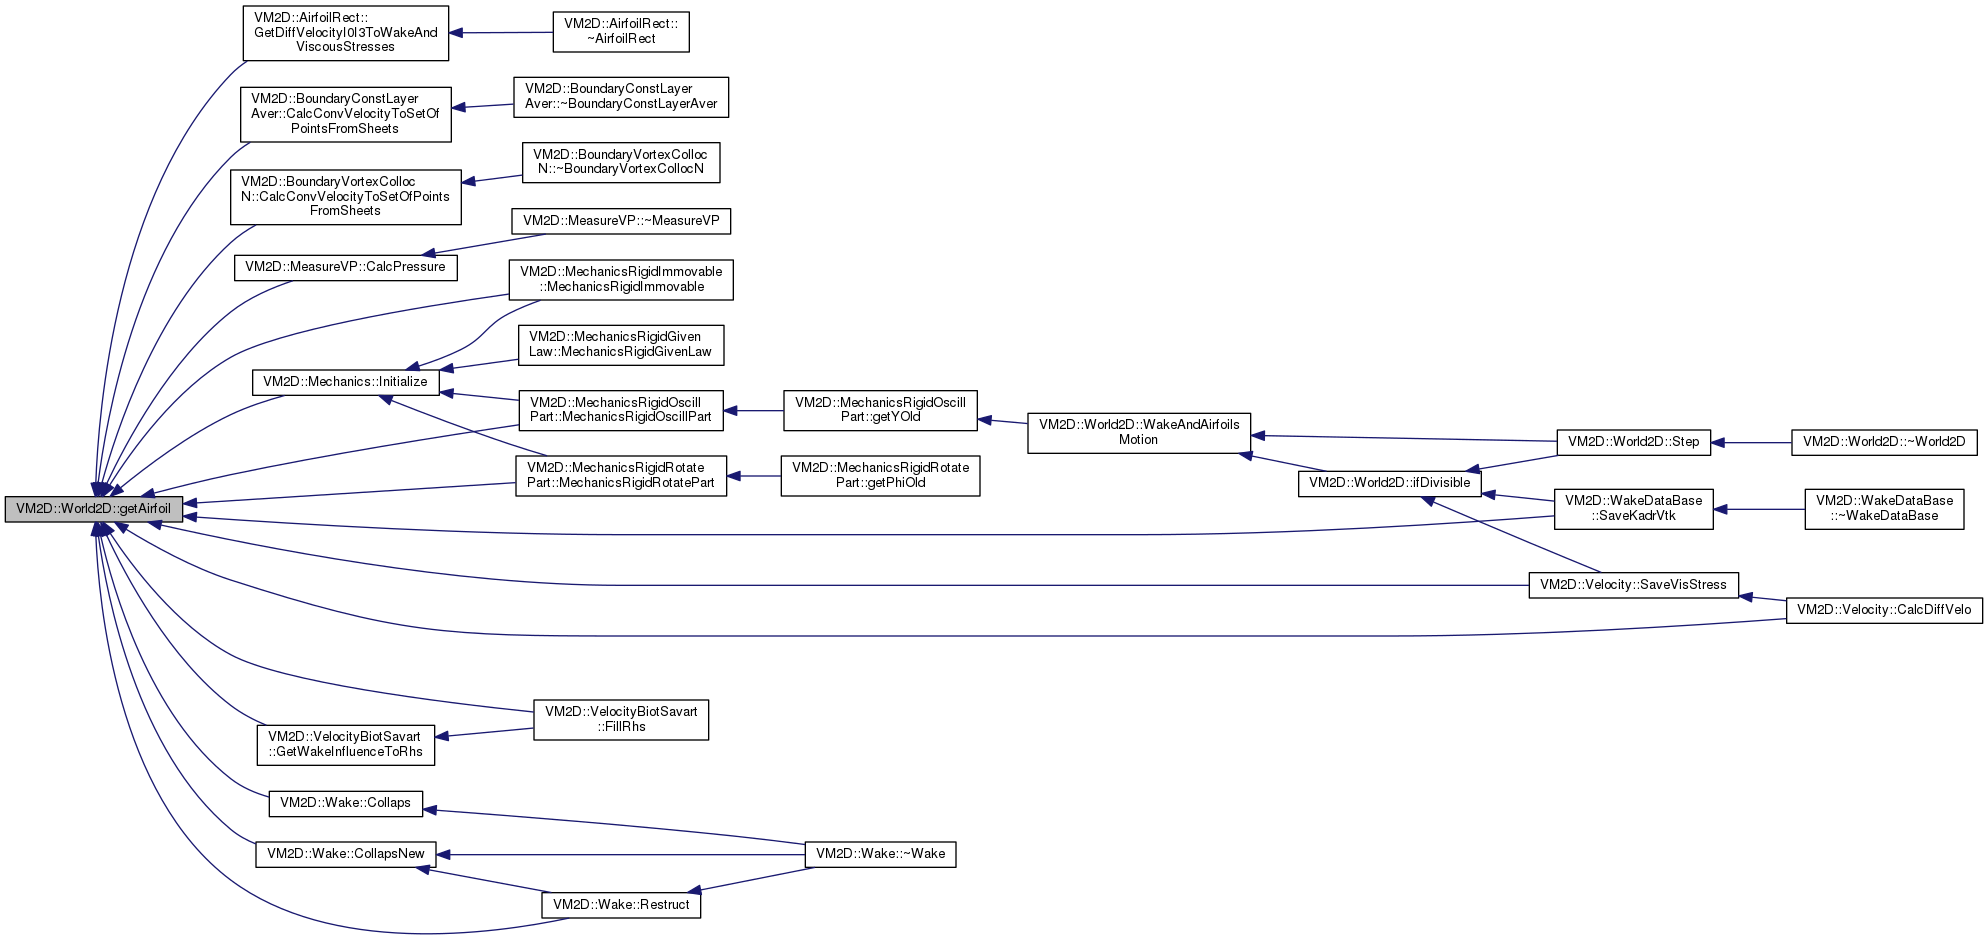 VM2D::AirfoilRect::
GetDiffVelocityI0I3ToWakeAnd
ViscousStresses
VM2D::AirfoilRect::
~AirfoilRect
VM2D::BoundaryConstLayer
Aver::CalcConvVelocityToSetOf
PointsFromSheets
VM2D::BoundaryConstLayer
Aver::~BoundaryConstLayerAver
VM2D::BoundaryVortexColloc
N::CalcConvVelocityToSetOfPoints
FromSheets
VM2D::BoundaryVortexColloc
N::~BoundaryVortexCollocN
VM2D::MeasureVP::CalcPressure
VM2D::MeasureVP::~MeasureVP
VM2D::MechanicsRigidImmovable
::MechanicsRigidImmovable
VM2D::Mechanics::Initialize
VM2D::MechanicsRigidGiven
Law::MechanicsRigidGivenLaw
VM2D::MechanicsRigidOscill
Part::MechanicsRigidOscillPart
VM2D::MechanicsRigidOscill
Part::getYOld
VM2D::World2D::WakeAndAirfoils
Motion
VM2D::World2D::Step
VM2D::World2D::~World2D
VM2D::MechanicsRigidRotate
Part::MechanicsRigidRotatePart
VM2D::MechanicsRigidRotate
Part::getPhiOld
VM2D::World2D::ifDivisible
VM2D::World2D::getAirfoil
VM2D::WakeDataBase
::SaveKadrVtk
VM2D::WakeDataBase
::~WakeDataBase
VM2D::Velocity::SaveVisStress
VM2D::Velocity::CalcDiffVelo
VM2D::VelocityBiotSavart
::GetWakeInfluenceToRhs
VM2D::VelocityBiotSavart
::FillRhs
VM2D::Wake::Collaps
VM2D::Wake::CollapsNew
VM2D::Wake::~Wake
VM2D::Wake::Restruct